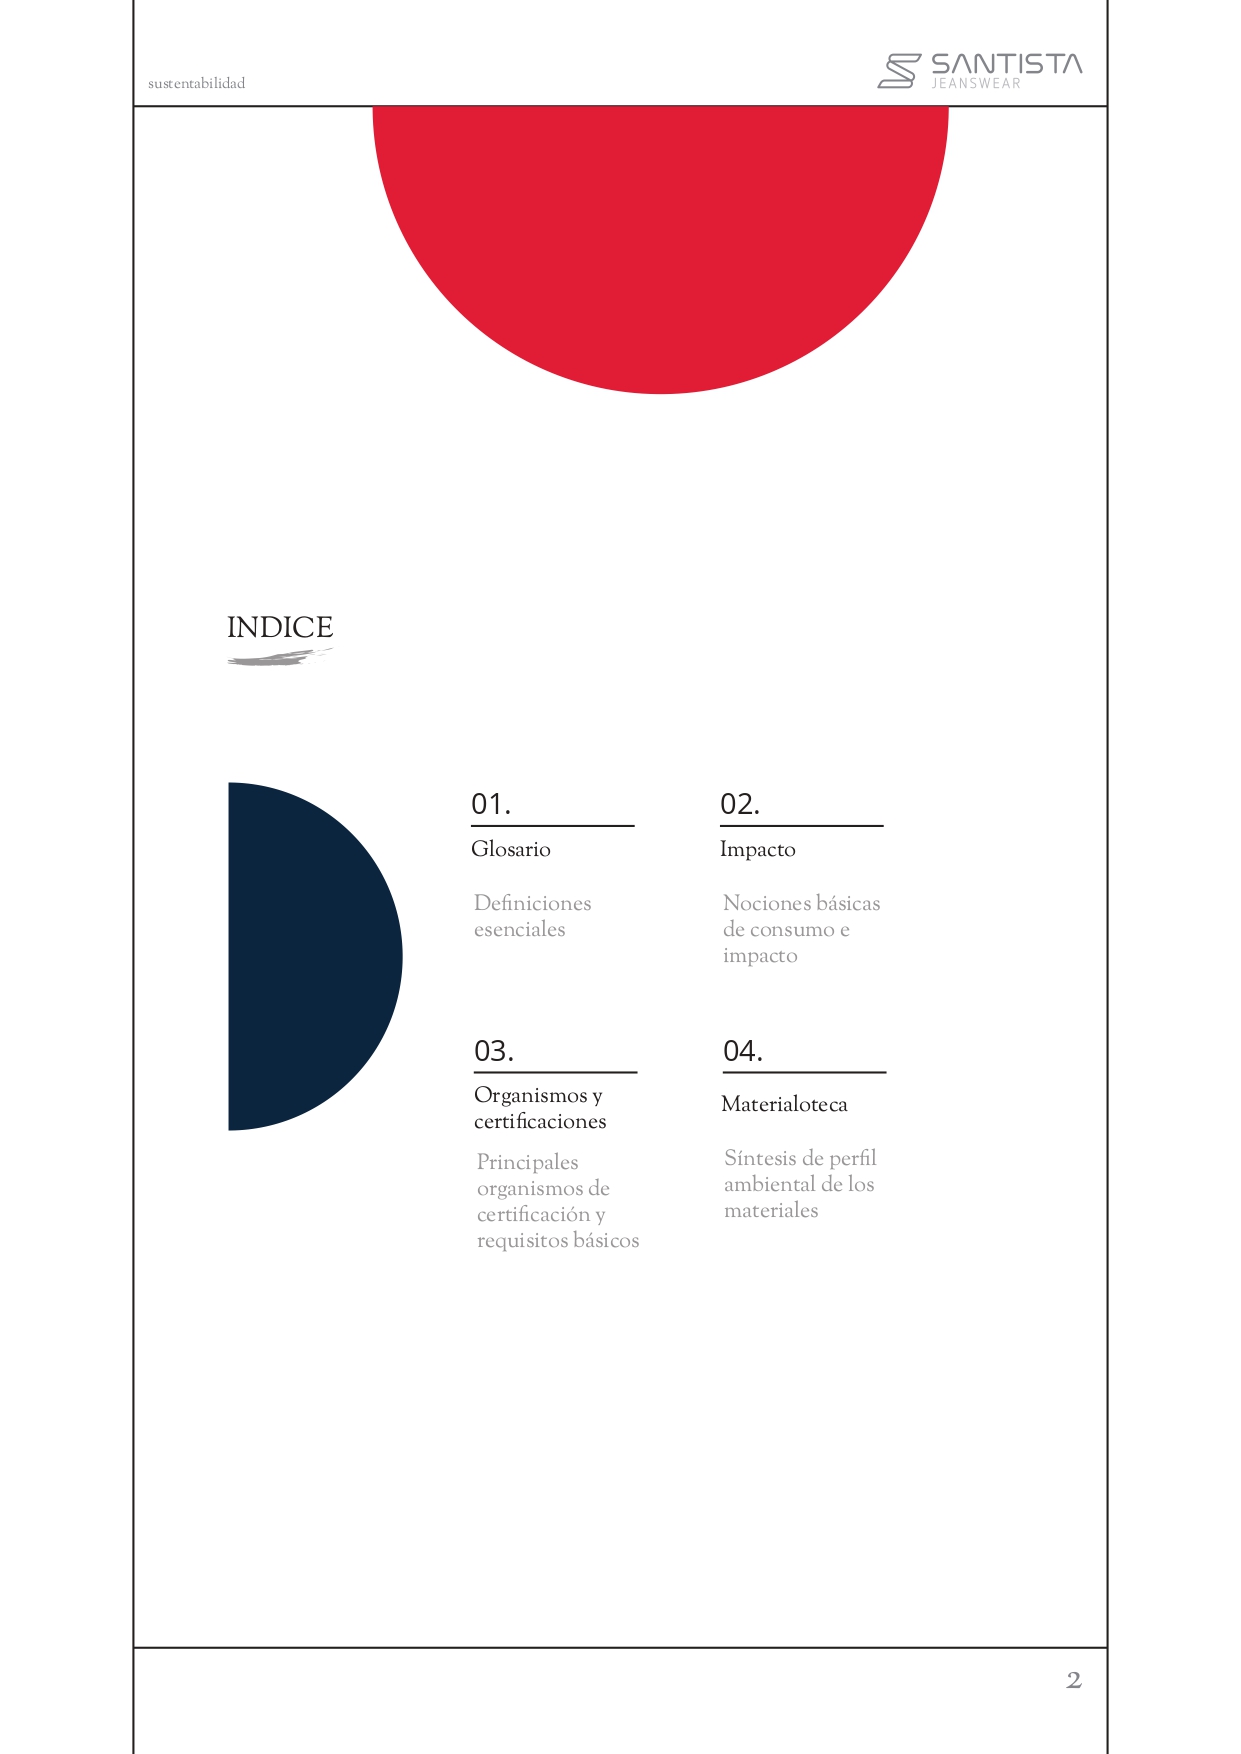 sustentabilidad
SANTISTA
JEANSWEAR
INDICE
01.
Glosario
Definiciones
esenciales
02.
Impacto
Nociones básicas
de consumo e
impacto
03.
Organismos y
certificaciones
Principales
organismos de
certificación y
requisitos básicos
04.
Materialoteca
Síntesis de perfil
ambiental de los
materiales
2